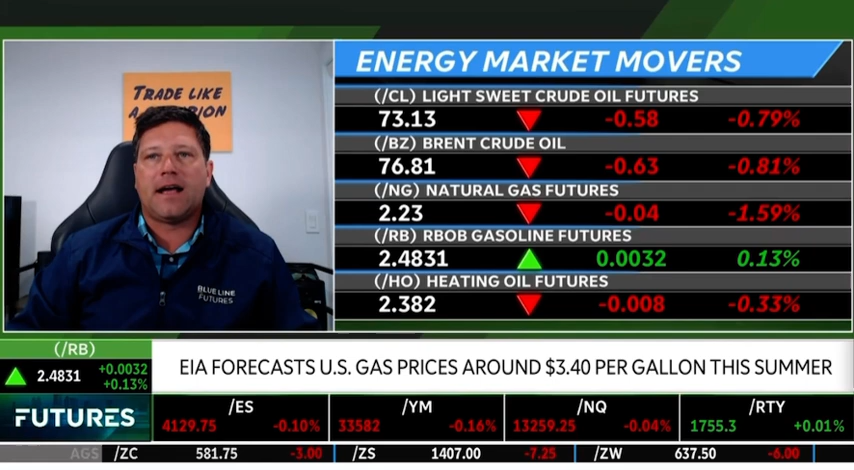 ENERGY MARKET MOVERS
TRADE LIKE
A
(/CL) LIGHT SWEET CRUDE OIL FUTURES
73.13 -0.58 -0.79%
(/BZ) BRENT CRUDE OIL
76.81 -0.63 -0.81%
(/NG) NATURAL GAS FUTURES
2.23 -0.04 -1.59%
(/RB) RBOB GASOLINE FUTURES
2.4831 0.0032 0.13%
(/HO) HEATING OIL FUTURES
2.382 -0.008 -0.33%
BLUE LINE
FUTURES
(/RB)
2.4831 +0.0032
+0.13%
EIA FORECASTS U.S. GAS PRICES AROUND $3.40 PER GALLON THIS SUMMER
FUTURES
/ES /YM /NQ /RTY
4129.75 -0.10% 33582 -0.16% 13259.25 -0.04% 1755.3 +0.01%
AGS /ZC 581.75 -3.00 /ZS 1407.00 -7.25 /ZW 637.50 -6.00